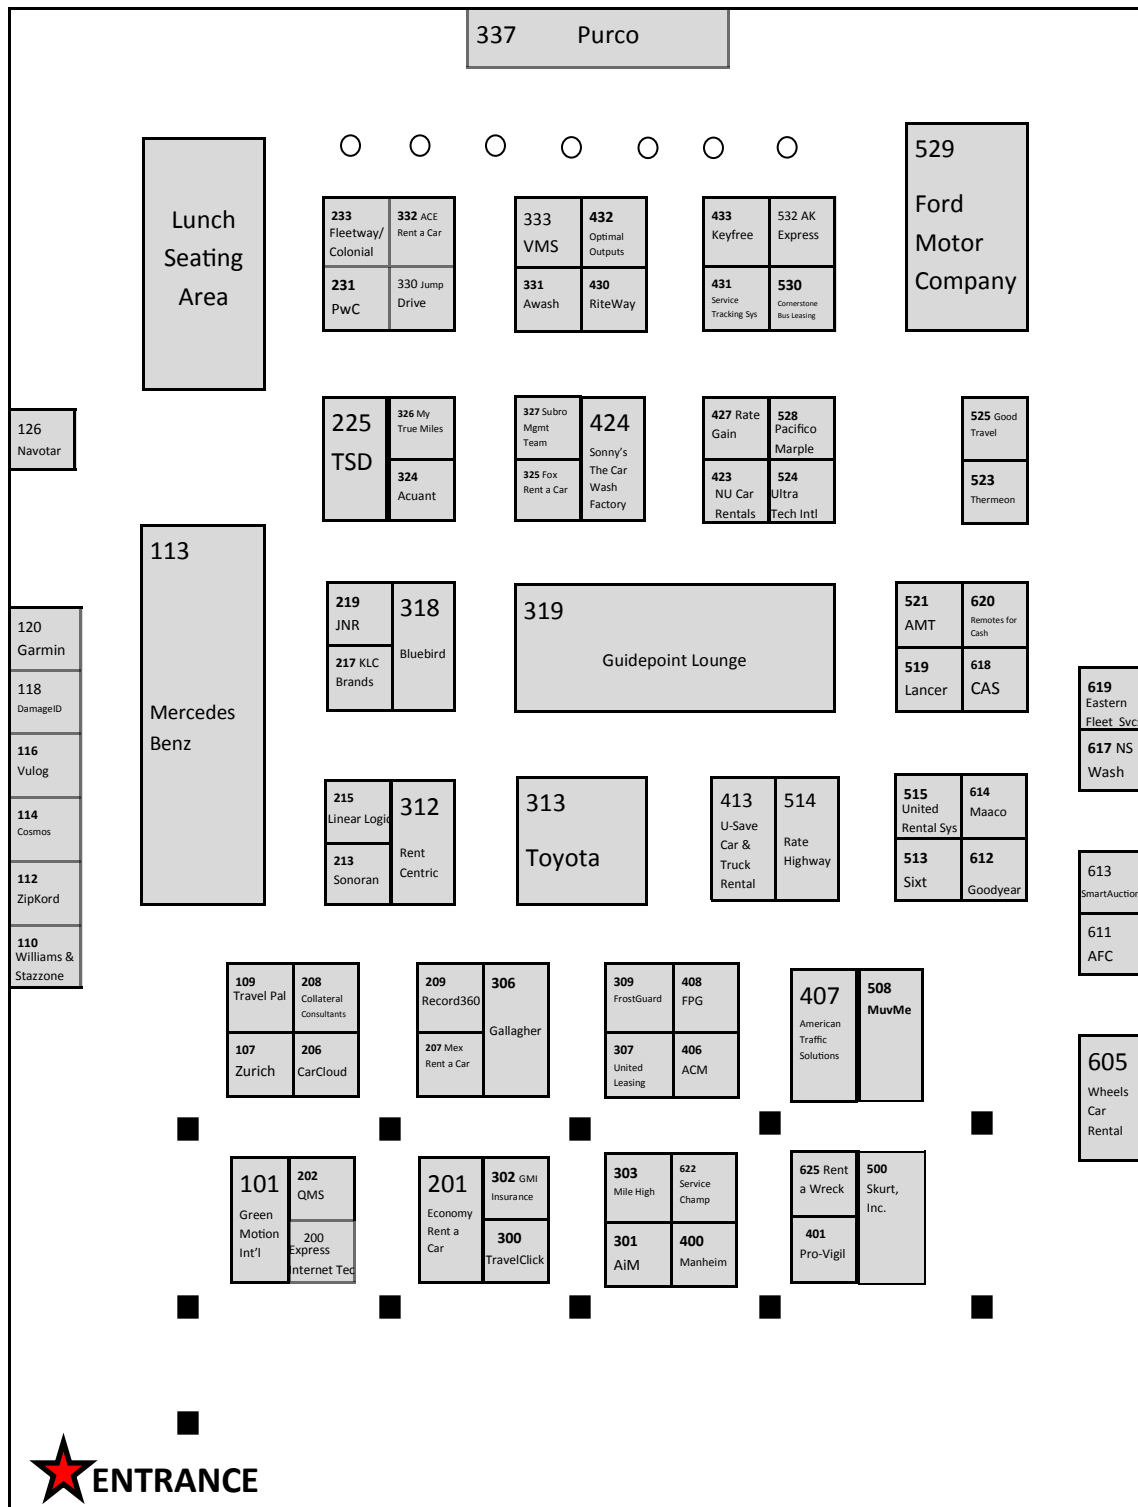 337 Purco
529
Ford
Motor
Company
Lunch
Seating
Area
233
Fleetway/
Colonial
332 ACE
Rent a Car
231
PwC
330 Jump
Drive
333
VMS
432
Optimal
Outputs
331
Awash
430
RiteWay
433
Keyfree
532 AK
Express
431
Service
Tracking Sys
530
Cornerstone
Bus Leasing
126
Navotar
225
TSD
326 My
True Miles
324
Acuant
327 Subro
Mgmt
Team
325 Fox
Rent a Car
424
Sonny's
The Car
Wash
Factory
427 Rate
Gain
528
Pacifico
Marple
423
NU Car
Rentals
524
Ultra
Tech Intl
525 Good
Travel
523
Thermeon
113
Mercedes
Benz
120
Garmin
118
DamageID
116
Vulog
114
Cosmos
112
ZipKord
110
Williams &
Stazzone
219
JNR
217 KLC
Brands
318
Bluebird
319
Guidepoint Lounge
521
AMT
620
Remotes for
Cash
519
Lancer
618
CAS
619
Eastern
Fleet Svcs
617 NS
Wash
215
Linear Logic
213
Sonoran
312
Rent
Centric
313
Toyota
413
U-Save
Car &
Truck
Rental
514
Rate
Highway
515
United
Rental Sys
614
Maaco
513
Sixt
612
Goodyear
613
SmartAuction
611
AFC
109
Travel Pal
208
Collateral
Consultants
107
Zurich
206
CarCloud
209
Record360
207 Mex
Rent a Car
306
Gallagher
309
FrostGuard
408
FPG
307
United
Leasing
406
ACM
407
American
Traffic
Solutions
508
MuvMe
605
Wheels
Car
Rental
101
Green
Motion
Int'l
202
QMS
200
Express
Internet Tec
201
Economy
Rent a
Car
302 GMI
Insurance
300
TravelClick
303
Mile High
622
Service
Champ
301
AiM
400
Manheim
625 Rent
a Wreck
401
Pro-Vigil
500
Skurt,
Inc.
ENTRANCE